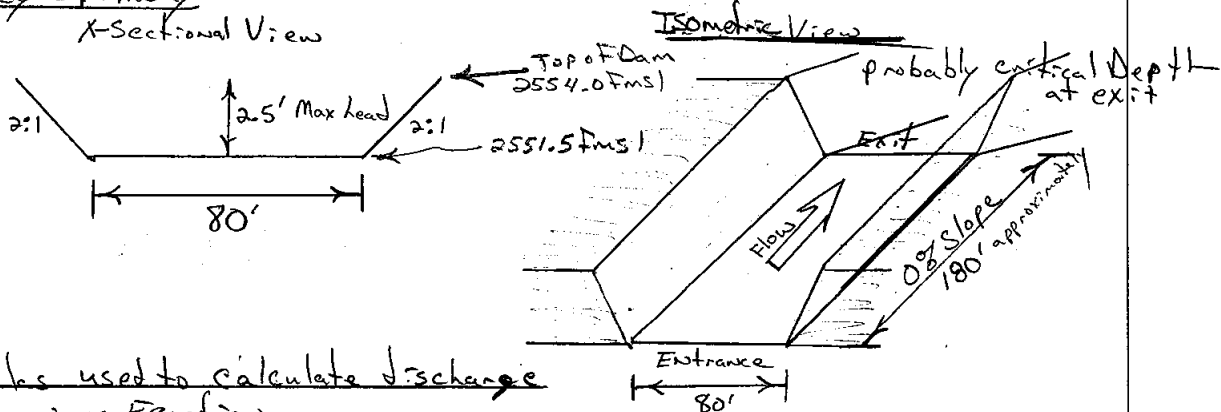 X-Sectional View
Top of Dam
2554.0 Fmsl
2:1
2.5' Max head
2:1
2551.5 Fmsl
80'
Isometric View
probably critical Depth
at exit
Exit
Flow
0% Slope
180' approximately
Entrance
80'
used to calculate discharge